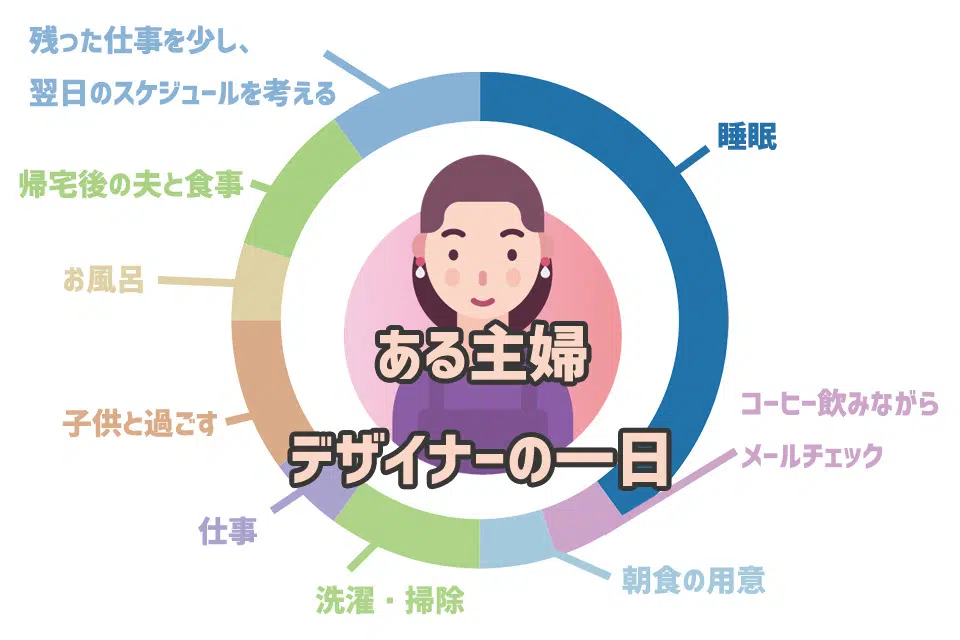 ある主婦
デザイナーの一日
睡眠
コーヒー飲みながら
メールチェック
朝食の用意
洗濯・掃除
仕事
子供と過ごす
お風呂
帰宅後の夫と食事
残った仕事を少し、
翌日のスケジュールを考える